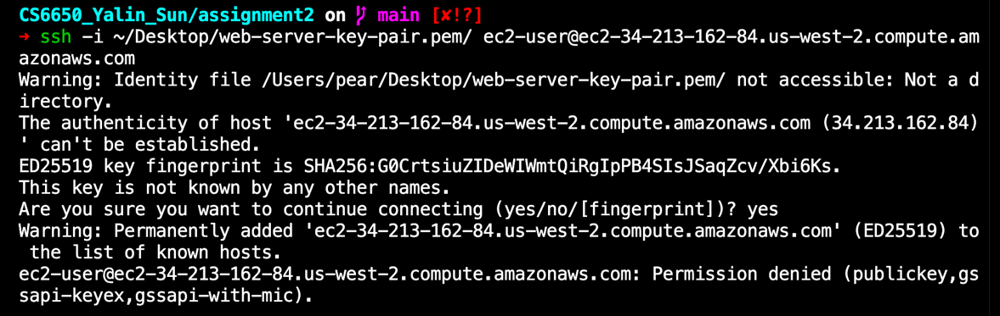 CS6650_Yalin_Sun/assignment2 on main [✘!?]
➜ ssh -i ~/Desktop/web-server-key-pair.pem/ ec2-user@ec2-34-213-162-84.us-west-2.compute.am
azonaws.com
Warning: Identity file /Users/pear/Desktop/web-server-key-pair.pem/ not accessible: Not a d
irectory.
The authenticity of host 'ec2-34-213-162-84.us-west-2.compute.amazonaws.com (34.213.162.84)
' can't be established.
ED25519 key fingerprint is SHA256:G0CrtsiuZIDeWIWmtQiRgIpPB4SIsJSaqZcv/Xbi6Ks.
This key is not known by any other names.
Are you sure you want to continue connecting (yes/no/[fingerprint])? yes
Warning: Permanently added 'ec2-34-213-162-84.us-west-2.compute.amazonaws.com' (ED25519) to
 the list of known hosts.
ec2-user@ec2-34-213-162-84.us-west-2.compute.amazonaws.com: Permission denied (publickey,gs
sapi-keyex,gssapi-with-mic).